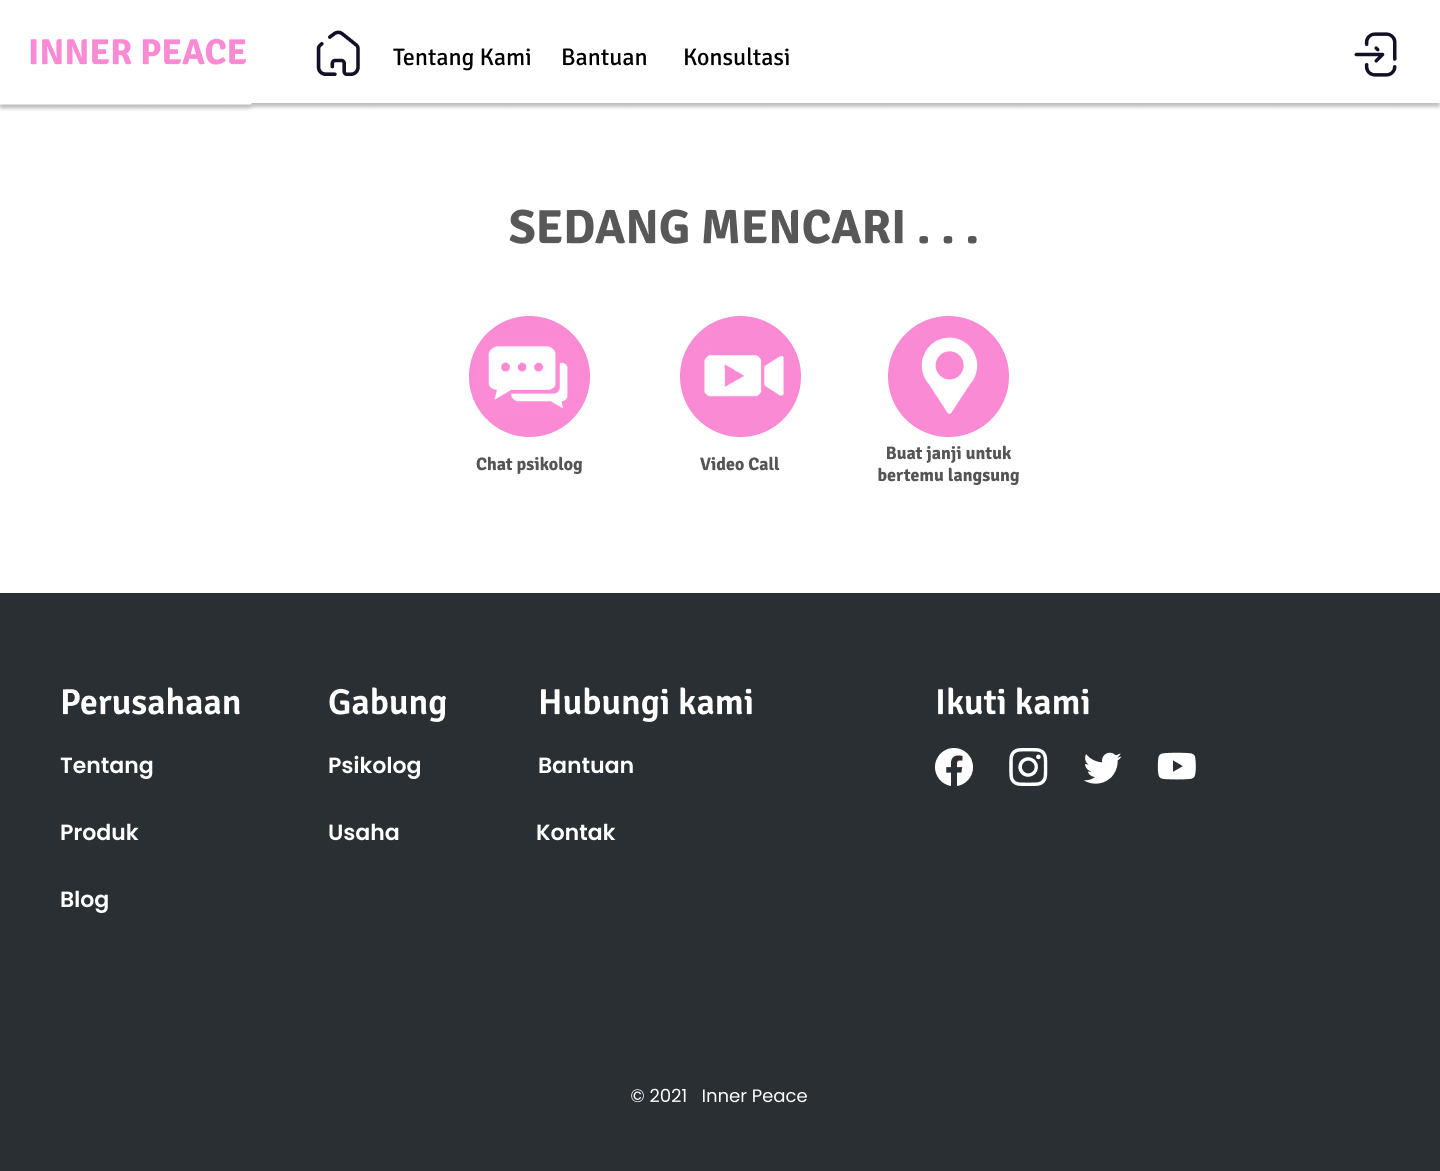 INNER PEACE
Tentang Kami
Bantuan
Konsultasi
SEDANG MENCARI . . .
Chat psikolog
Video Call
Buat janji untuk
bertemu langsung
Perusahaan
Tentang
Produk
Blog
Gabung
Psikolog
Usaha
Hubungi kami
Bantuan
Kontak
Ikuti kami
© 2021 Inner Peace